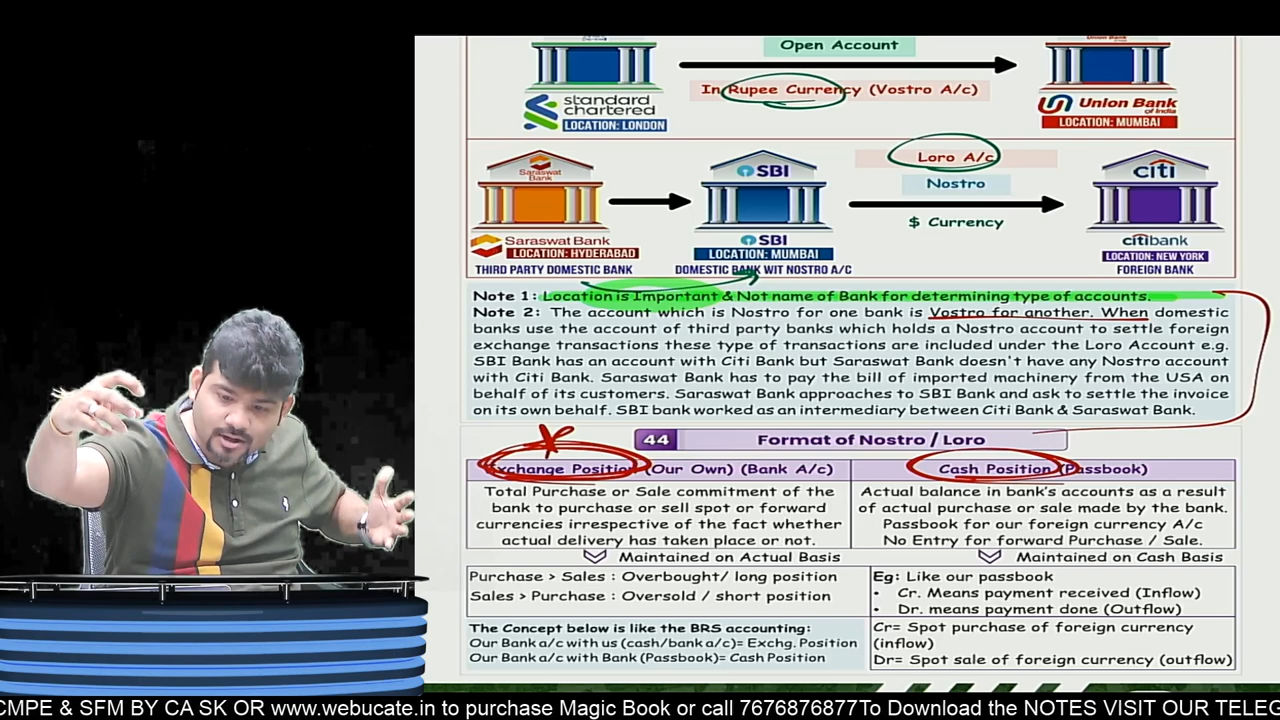 Union Bank
Open Account
In Rupee Currency (Vostro A/c)
standard
chartered
LOCATION: LONDON
Union Bank
of India
LOCATION: MUMBAI
Saraswat
Bank
SBI
Loro A/c
Nostro
$ Currency
citi
Saraswat Bank
LOCATION: HYDERABAD
THIRD PARTY DOMESTIC BANK
SBI
LOCATION: MUMBAI
DOMESTIC BANK WIT NOSTRO A/C
citibank
LOCATION: NEW YORK
FOREIGN BANK
Note 1: Location is Important & Not name of Bank for determining type of accounts.
Note 2: The account which is Nostro for one bank is Vostro for another. When domestic
banks use the account of third party banks which holds a Nostro account to settle foreign
exchange transactions these type of transactions are included under the Loro Account e.g.
SBI Bank has an account with Citi Bank but Saraswat Bank doesn't have any Nostro account
with Citi Bank. Saraswat Bank has to pay the bill of imported machinery from the USA on
behalf of its customers. Saraswat Bank approaches to SBI Bank and ask to settle the invoice
on its own behalf. SBI bank worked as an intermediary between Citi Bank & Saraswat Bank.
44 Format of Nostro / Loro
Exchange Position (Our Own) (Bank A/c)
Total Purchase or Sale commitment of the
bank to purchase or sell spot or forward
currencies irrespective of the fact whether
actual delivery has taken place or not.
Maintained on Actual Basis
Purchase > Sales : Overbought/ long position
Sales > Purchase : Oversold / short position
The Concept below is like the BRS accounting:
Our Bank a/c with us (cash/bank a/c)= Exchg. Position
Our Bank a/c with Bank (Passbook)= Cash Position
Cash Position (Passbook)
Actual balance in bank's accounts as a result
of actual purchase or sale made by the bank.
Passbook for our foreign currency A/c
No Entry for forward Purchase / Sale.
Maintained on Cash Basis
Eg: Like our passbook
• Cr. Means payment received (Inflow)
• Dr. means payment done (Outflow)
Cr= Spot purchase of foreign currency
(inflow)
Dr= Spot sale of foreign currency (outflow)
CMPE & SFM BY CA SK OR www.webucate.in to purchase Magic Book or call 7676876877To Download the NOTES VISIT OUR TELEG